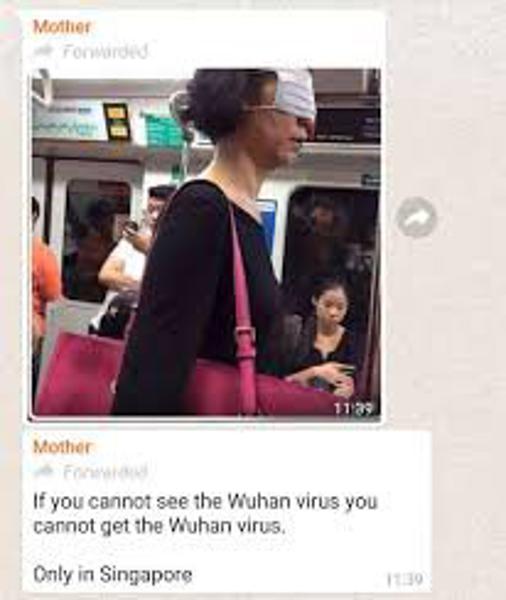 Mother
Forwarded
11:39
Mother
Forwarded
If you cannot see the Wuhan virus you
cannot get the Wuhan virus.
Only in Singapore
11:39